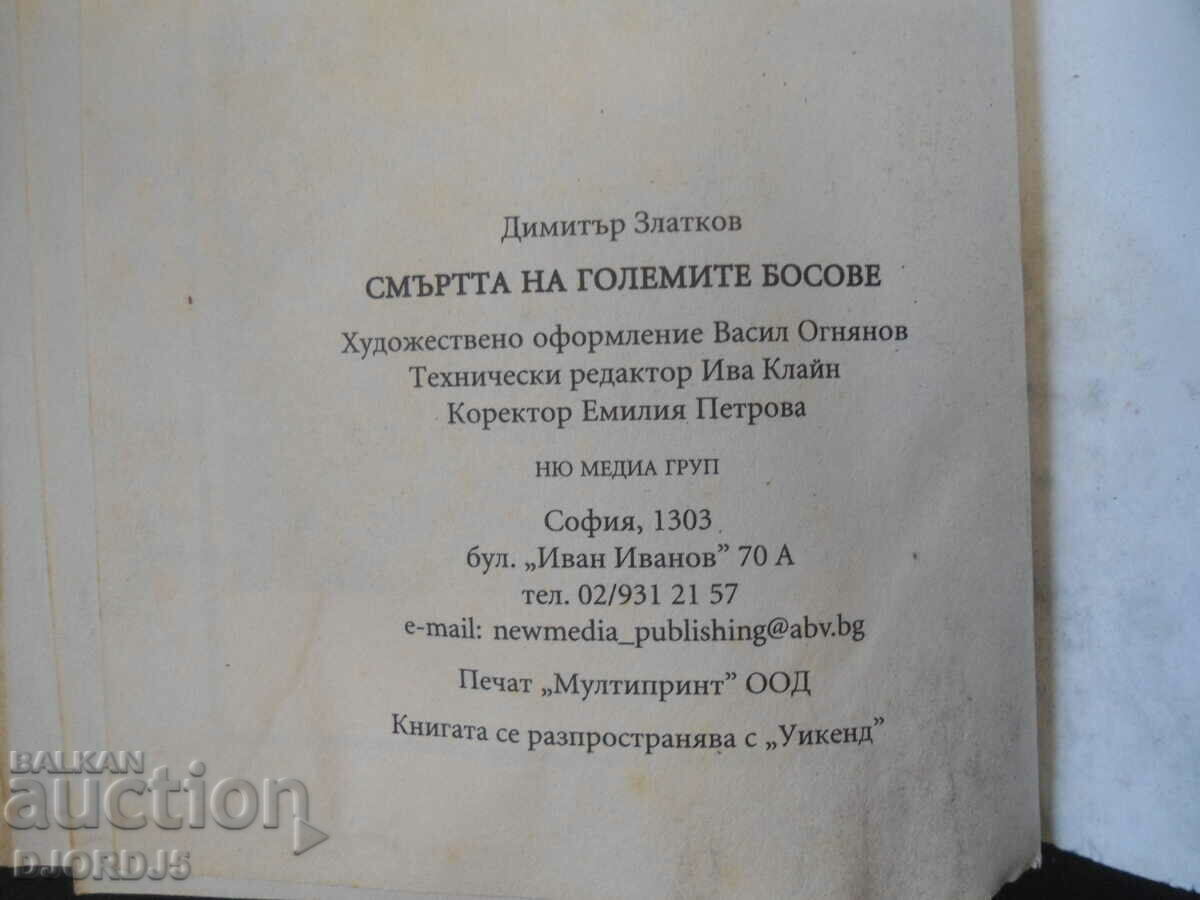 Димитър Златков
СМЪРТТА НА ГОЛЕМИТЕ БОСОВЕ
Художествено оформление Васил Огнянов
Технически редактор Ива Клайн
Коректор Емилия Петрова
НЮ МЕДИА ГРУП
София, 1303
бул. „Иван Иванов” 70 А
тел. 02/931 21 57
e-mail: newmedia_publishing@abv.bg
Печат „Мултипринт” ООД
Книгата се разпространява с „Уикенд”
BALKAN
auction
DJORDJ5